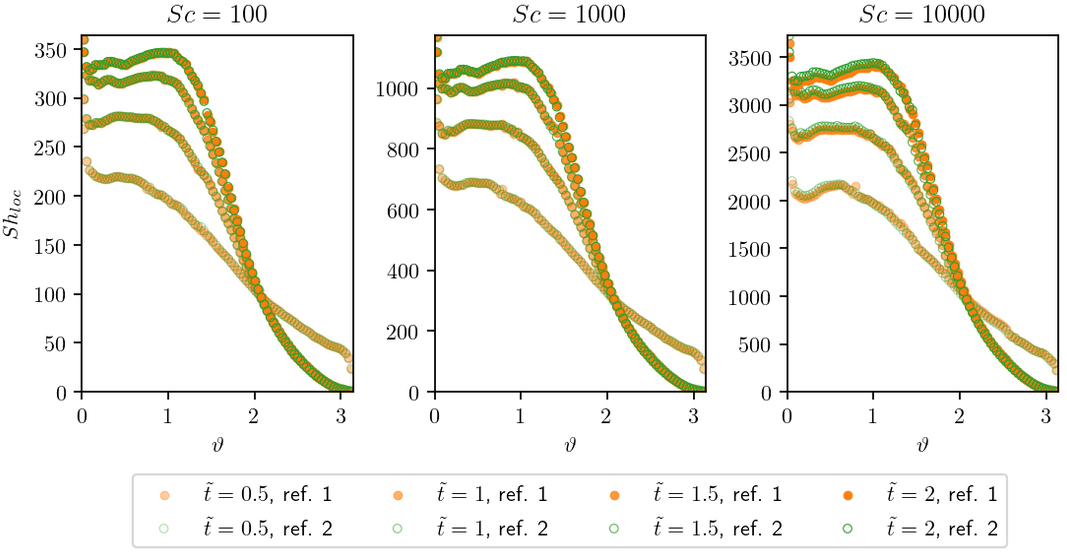 Sc = 100
Sc = 1000
Sc = 10000
Sh_loc
350
300
250
200
150
100
50
0
0 1 2 3
ϑ
1000
800
600
400
200
0
0 1 2 3
ϑ
3500
3000
2500
2000
1500
1000
500
0
0 1 2 3
ϑ
t̃ = 0.5, ref. 1
t̃ = 1, ref. 1
t̃ = 1.5, ref. 1
t̃ = 2, ref. 1
t̃ = 0.5, ref. 2
t̃ = 1, ref. 2
t̃ = 1.5, ref. 2
t̃ = 2, ref. 2